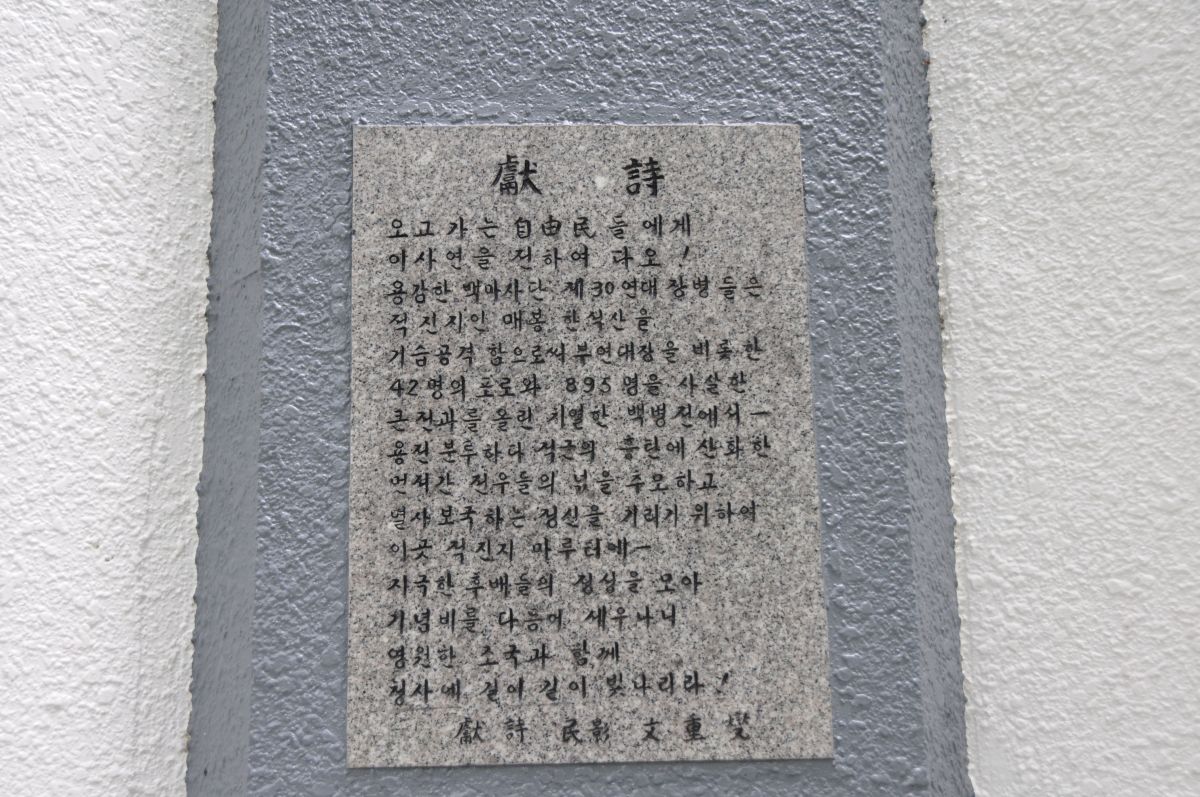 獻 詩
오고 가는 自由民들에게
이 사연을 전하여 다오!
용감한 백마사단 제30연대 장병들은
적진지인 매봉 한석산을
기습공격 함으로써 부연대장을 비롯한
42명의 포로와 895명을 사살한
큰 전과를 올린 치열한 백병전에서ㅡ
용전분투하다 적군의 흉탄에 산화한
먼저간 전우들의 넋을 추모하고
멸사보국하는 정신을 기리기 위하여
이곳 적진지 마루터에ㅡ
지극한 후배들의 정성을 모아
기념비를 다듬어 세우나니
영원한 조국과 함께
청사에 길이 길이 빛나리라!
獻詩 民影 文重燮